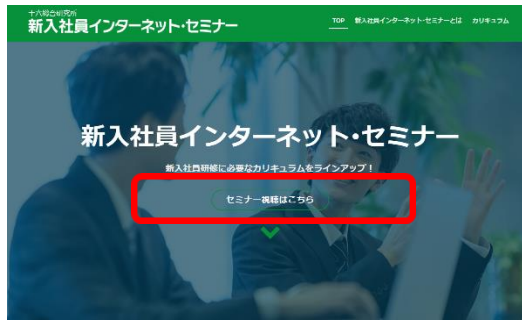 十六総合研究所
新入社員インターネット・セミナー
TOP 新入社員インターネット・セミナーとは カリキュラム
新入社員インターネット・セミナー
新入社員研修に必要なカリキュラムをラインアップ！
セミナー視聴はこちら